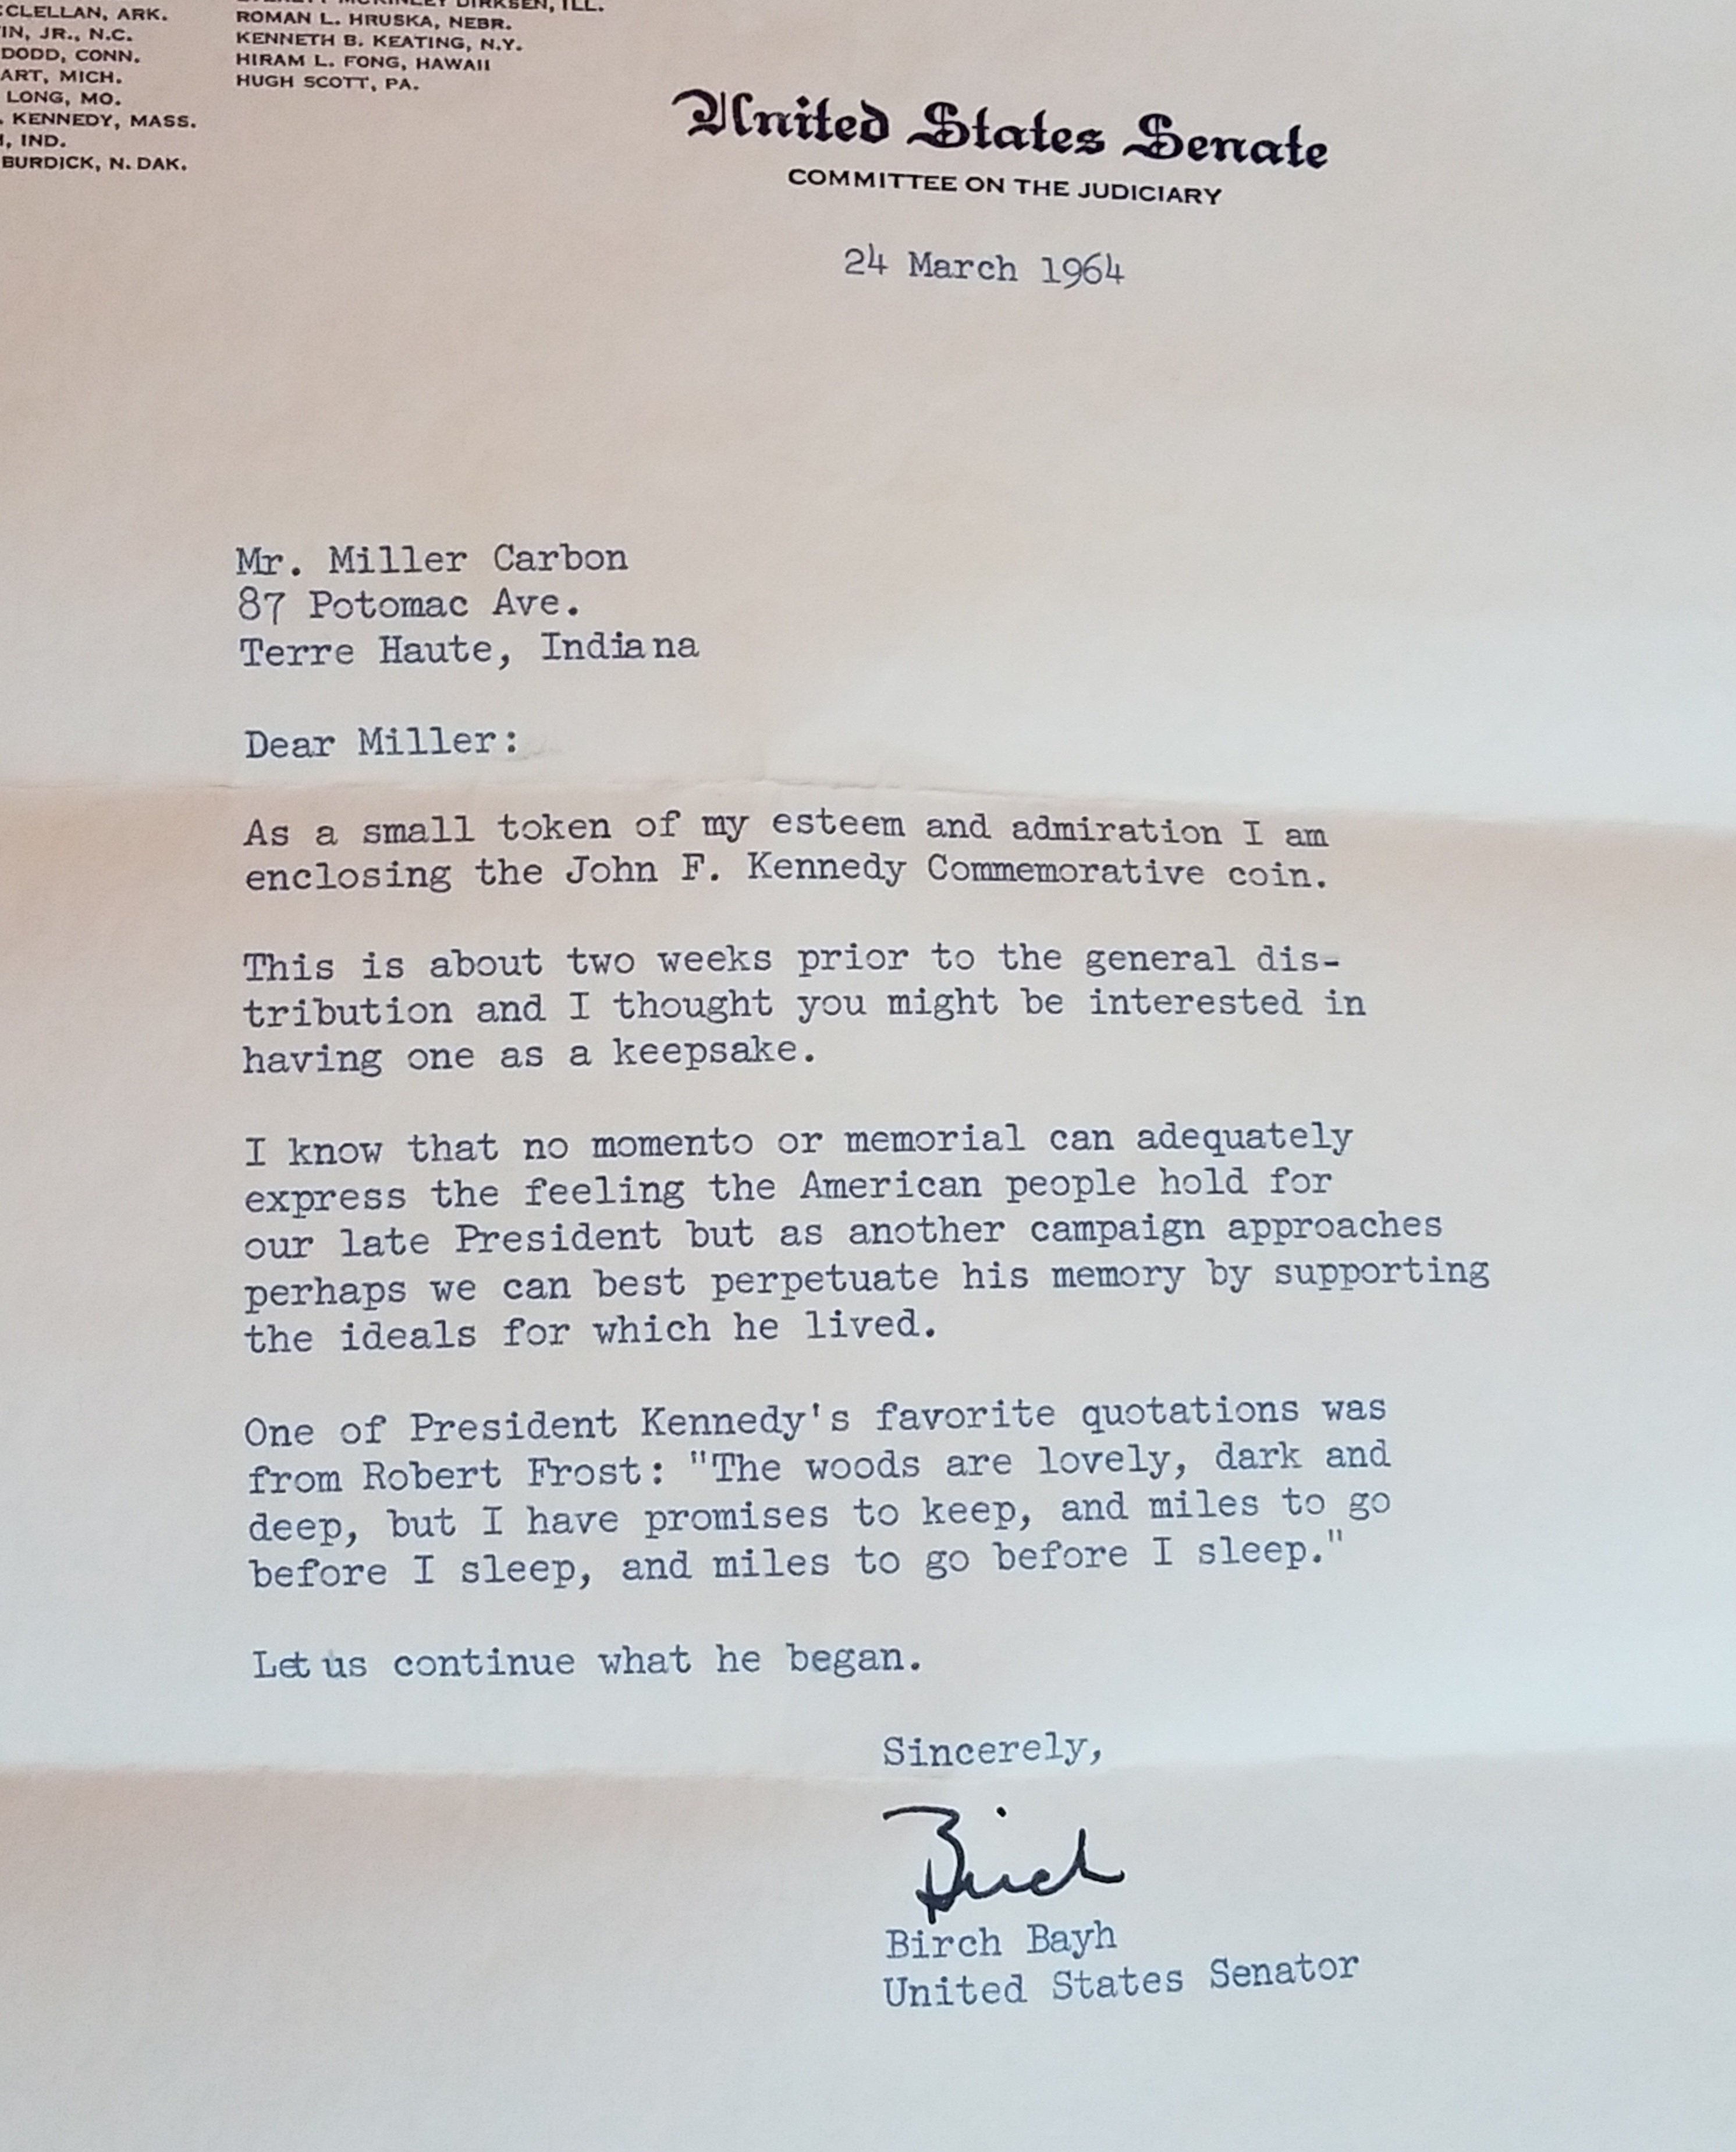 CLELLAN, ARK.
IN, JR., N.C.
DODD, CONN.
ART, MICH.
LONG, MO.
. KENNEDY, MASS.
, IND.
BURDICK, N. DAK.
DIRKSEN, ILL.
ROMAN L. HRUSKA, NEBR.
KENNETH B. KEATING, N.Y.
HIRAM L. FONG, HAWAII
HUGH SCOTT, PA.
United States Senate
COMMITTEE ON THE JUDICIARY
24 March 1964
Mr. Miller Carbon
87 Potomac Ave.
Terre Haute, Indiana
Dear Miller:
As a small token of my esteem and admiration I am
enclosing the John F. Kennedy Commemorative coin.
This is about two weeks prior to the general dis-
tribution and I thought you might be interested in
having one as a keepsake.
I know that no momento or memorial can adequately
express the feeling the American people hold for
our late President but as another campaign approaches
perhaps we can best perpetuate his memory by supporting
the ideals for which he lived.
One of President Kennedy's favorite quotations was
from Robert Frost: "The woods are lovely, dark and
deep, but I have promises to keep, and miles to go
before I sleep, and miles to go before I sleep."
Let us continue what he began.
Sincerely,
Birch
Birch Bayh
United States Senator